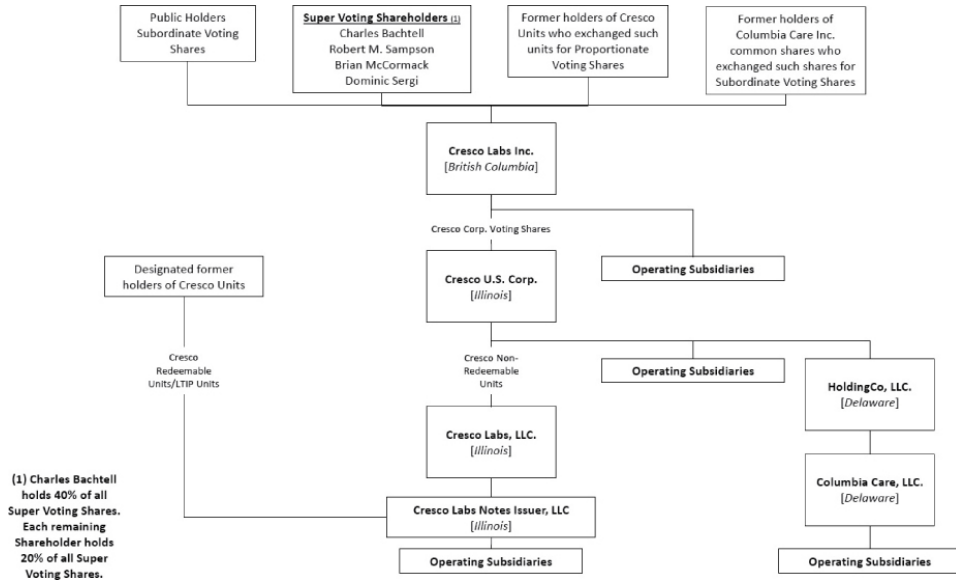 Public Holders
Subordinate Voting
Shares
Super Voting Shareholders (1)
Charles Bachtell
Robert M. Sampson
Brian McCormack
Dominic Sergi
Former holders of Cresco
Units who exchanged such
units for Proportionate
Voting Shares
Former holders of
Columbia Care Inc.
common shares who
exchanged such shares for
Subordinate Voting Shares
Cresco Labs Inc.
[British Columbia]
Cresco Corp. Voting Shares
Operating Subsidiaries
Designated former
holders of Cresco Units
Cresco U.S. Corp.
[Illinois]
Cresco
Redeemable
Units/LTIP Units
Cresco Non-
Redeemable
Units
Operating Subsidiaries
HoldingCo, LLC.
[Delaware]
Cresco Labs, LLC.
[Illinois]
Columbia Care, LLC.
[Delaware]
(1) Charles Bachtell
holds 40% of all
Super Voting Shares.
Each remaining
Shareholder holds
20% of all Super
Voting Shares.
Cresco Labs Notes Issuer, LLC
[Illinois]
Operating Subsidiaries
Operating Subsidiaries